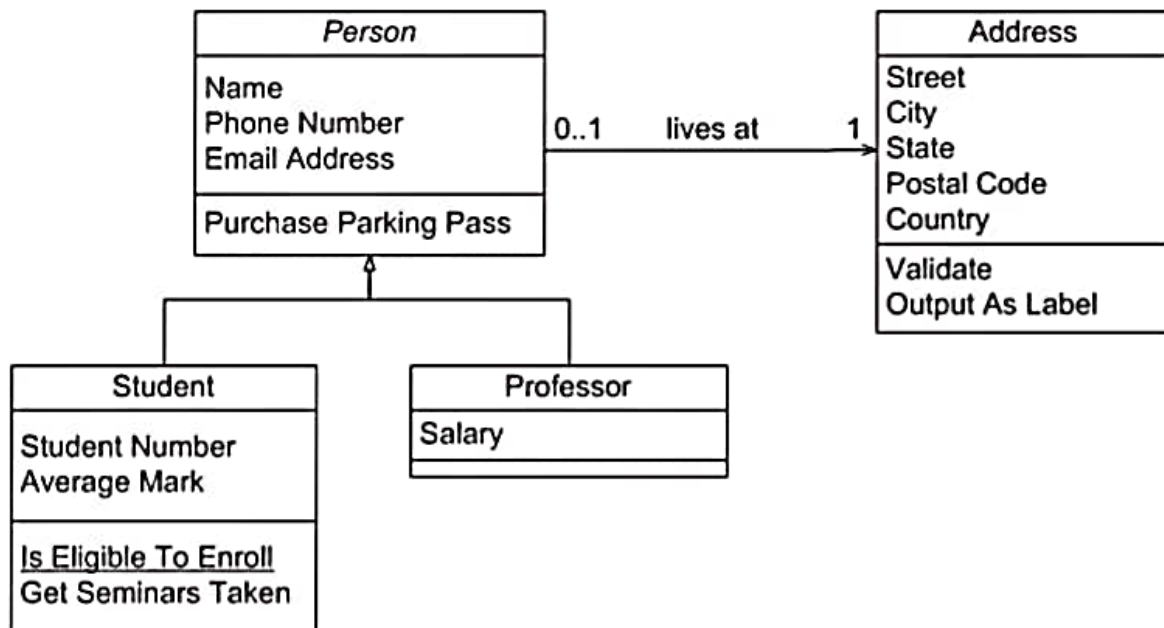 Person
Name
Phone Number
Email Address
Purchase Parking Pass
0..1 lives at 1
Address
Street
City
State
Postal Code
Country
Validate
Output As Label
Student
Student Number
Average Mark
Is Eligible To Enroll
Get Seminars Taken
Professor
Salary